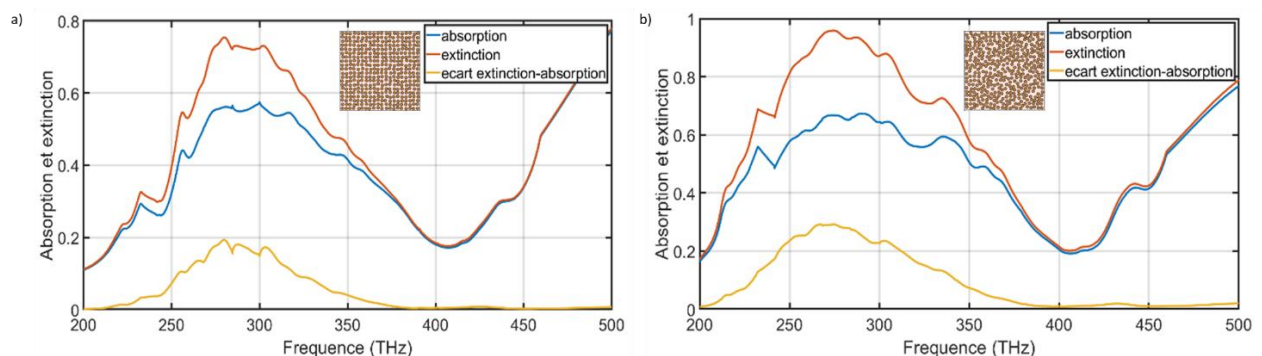 a)
0.8
0.6
0.4
0.2
0
Absorption et extinction
absorption
extinction
ecart extinction-absorption
200 250 300 350 400 450 500
Frequence (THz)
b)
1
0.8
0.6
0.4
0.2
0
Absorption et extinction
absorption
extinction
ecart extinction-absorption
200 250 300 350 400 450 500
Frequence (THz)